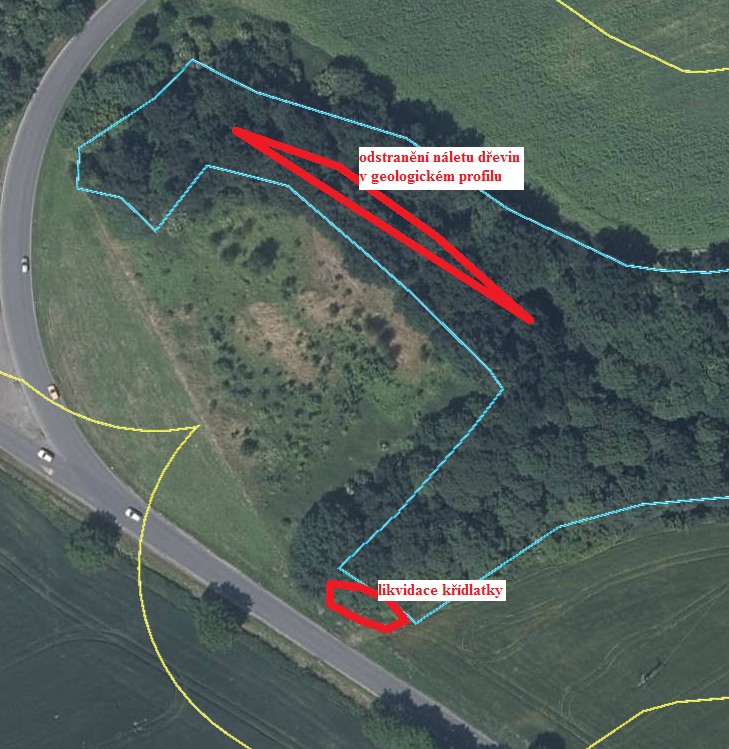 odstranění náletu dřevin
v geologickém profilu
likvidace křídlatky